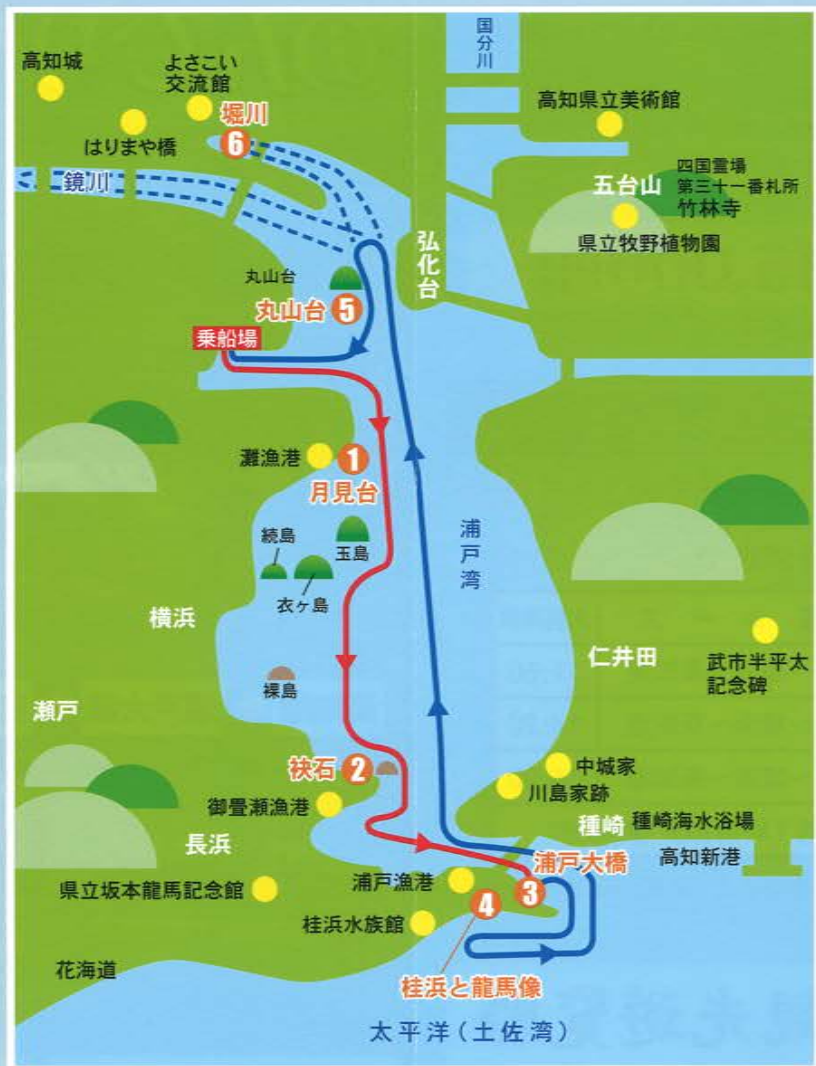 国分川
高知城
よさこい
交流館
堀川
6
はりまや橋
鏡川
高知県立美術館
四国霊場
五台山
第三十一番札所
竹林寺
県立牧野植物園
弘化台
丸山台
丸山台
5
乗船場
灘漁港
1
月見台
続島
玉島
衣ヶ島
浦戸湾
横浜
裸島
仁井田
武市半平太
記念碑
瀬戸
袂石
2
御畳瀬漁港
長浜
中城家
川島家跡
種崎
種崎海水浴場
高知新港
浦戸大橋
3
浦戸漁港
4
県立坂本龍馬記念館
桂浜水族館
花海道
桂浜と龍馬像
太平洋(土佐湾)